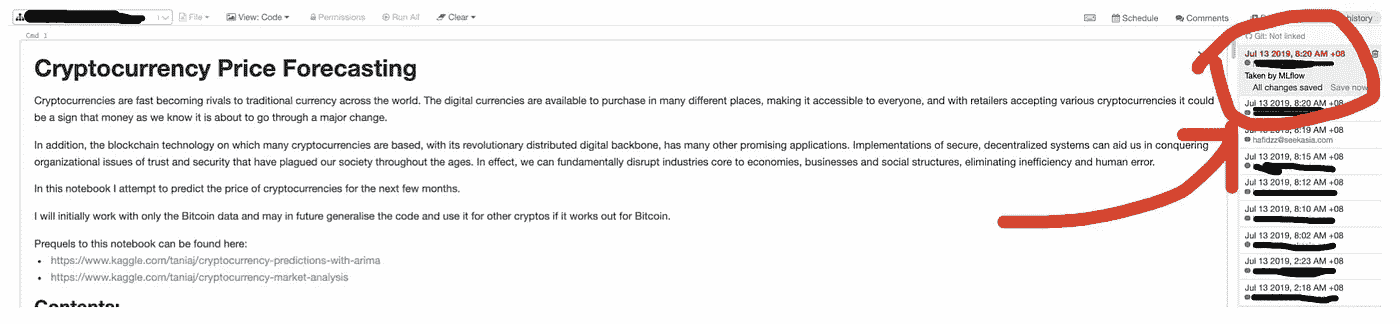 File
View: Code
Permissions
Run All
Clear
Schedule
Comments
history
Cmd 1
Cryptocurrency Price Forecasting
Cryptocurrencies are fast becoming rivals to traditional currency across the world. The digital currencies are available to purchase in many different places, making it accessible to everyone, and with retailers accepting various cryptocurrencies it could
be a sign that money as we know it is about to go through a major change.
In addition, the blockchain technology on which many cryptocurrencies are based, with its revolutionary distributed digital backbone, has many other promising applications. Implementations of secure, decentralized systems can aid us in conquering
organizational issues of trust and security that have plagued our society throughout the ages. In effect, we can fundamentally disrupt industries core to economies, businesses and social structures, eliminating inefficiency and human error.
In this notebook I attempt to predict the price of cryptocurrencies for the next few months.
I will initially work with only the Bitcoin data and may in future generalise the code and use it for other cryptos if it works out for Bitcoin.
Prequels to this notebook can be found here:
https://www.kaggle.com/taniaj/cryptocurrency-predictions-with-arima
https://www.kaggle.com/taniaj/cryptocurrency-market-analysis
Contents:
Git: Not linked
Jul 13 2019, 8:20 AM +08
Taken by MLflow
All changes saved Save now
Jul 13 2019, 8:20 AM +08
Jul 13 2019, 8:19 AM +08
hafidzz@seekasia.com
Jul 13 2019, 8:15 AM +08
Jul 13 2019, 8:12 AM +08
Jul 13 2019, 8:10 AM +08
Jul 13 2019, 8:02 AM +08
Jul 13 2019, 2:23 AM +08
Jul 13 2019, 2:18 AM +08